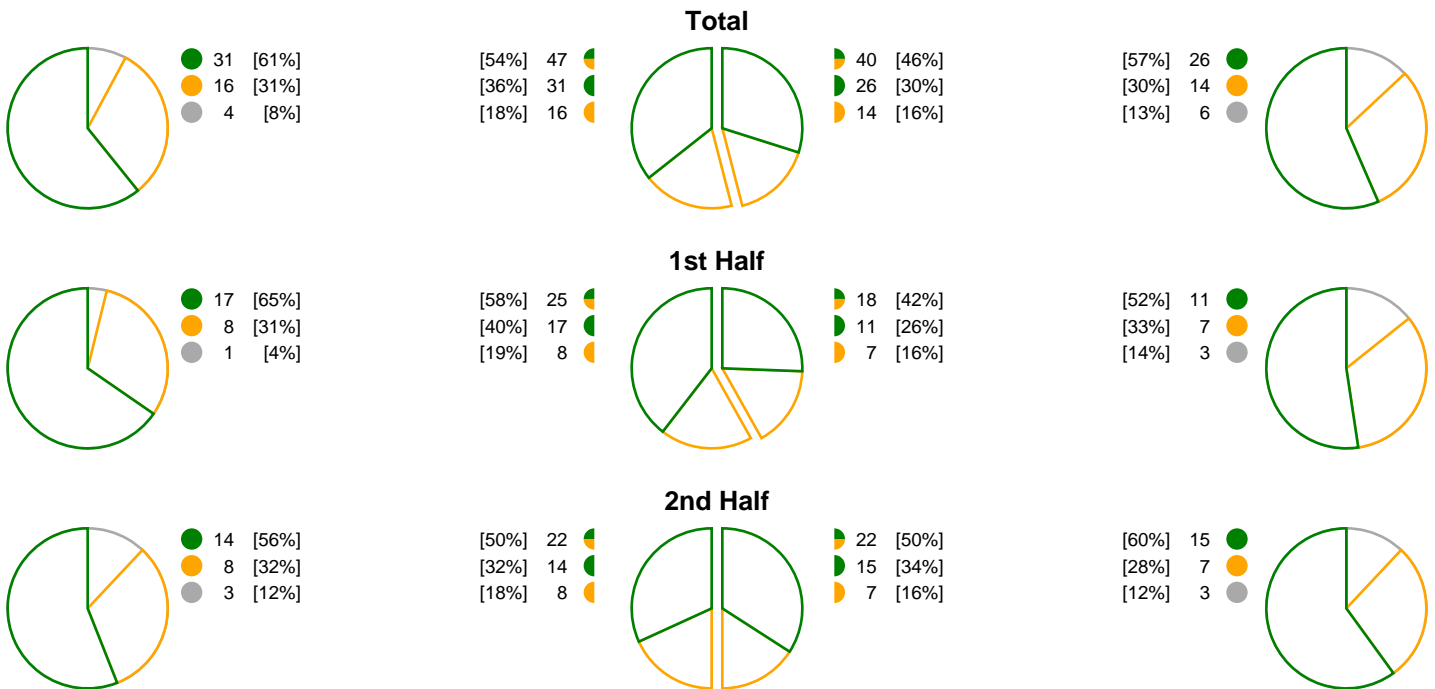 Total
31 [61%] [54%] 47 40 [46%] [57%] 26
16 [31%] [36%] 31 26 [30%] [30%] 14
4 [8%] [18%] 16 14 [16%] [13%] 6
1st Half
17 [65%] [58%] 25 18 [42%] [52%] 11
8 [31%] [40%] 17 11 [26%] [33%] 7
1 [4%] [19%] 8 7 [16%] [14%] 3
2nd Half
14 [56%] [50%] 22 22 [50%] [60%] 15
8 [32%] [32%] 14 15 [34%] [28%] 7
3 [12%] [18%] 8 7 [16%] [12%] 3